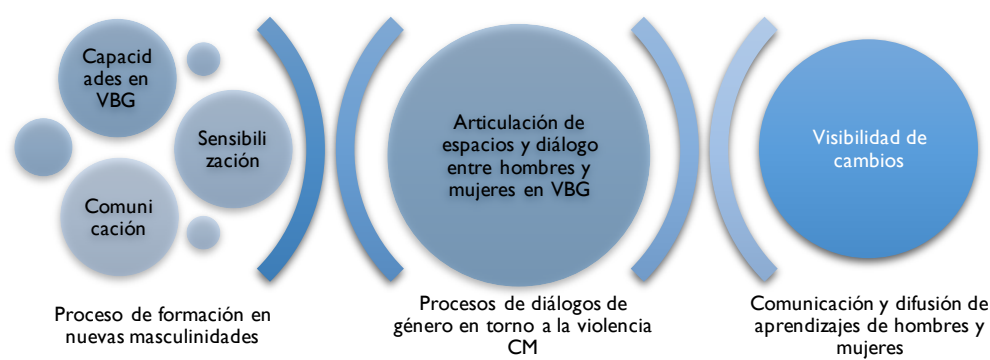 Capacid
ades en
VBG
Sensibili
zación
Comuni
cación
Proceso de formación en
nuevas masculinidades
Articulación de
espacios y diálogo
entre hombres y
mujeres en VBG
Procesos de diálogos de
género en torno a la violencia
CM
Visibilidad de
cambios
Comunicación y difusión de
aprendizajes de hombres y
mujeres